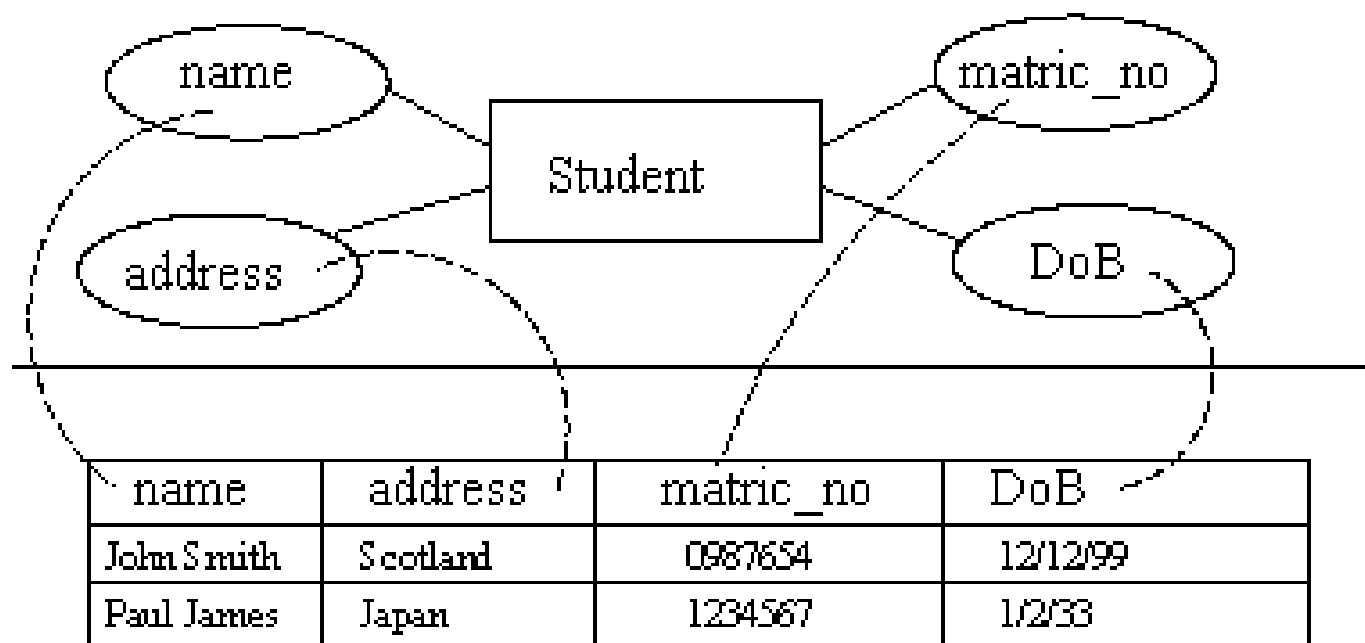 name
matric_no
Student
address
DoB
name address matric_no DoB
John Smith Scotland 0987654 12/12/99
Paul James Japan 1234567 1/2/33